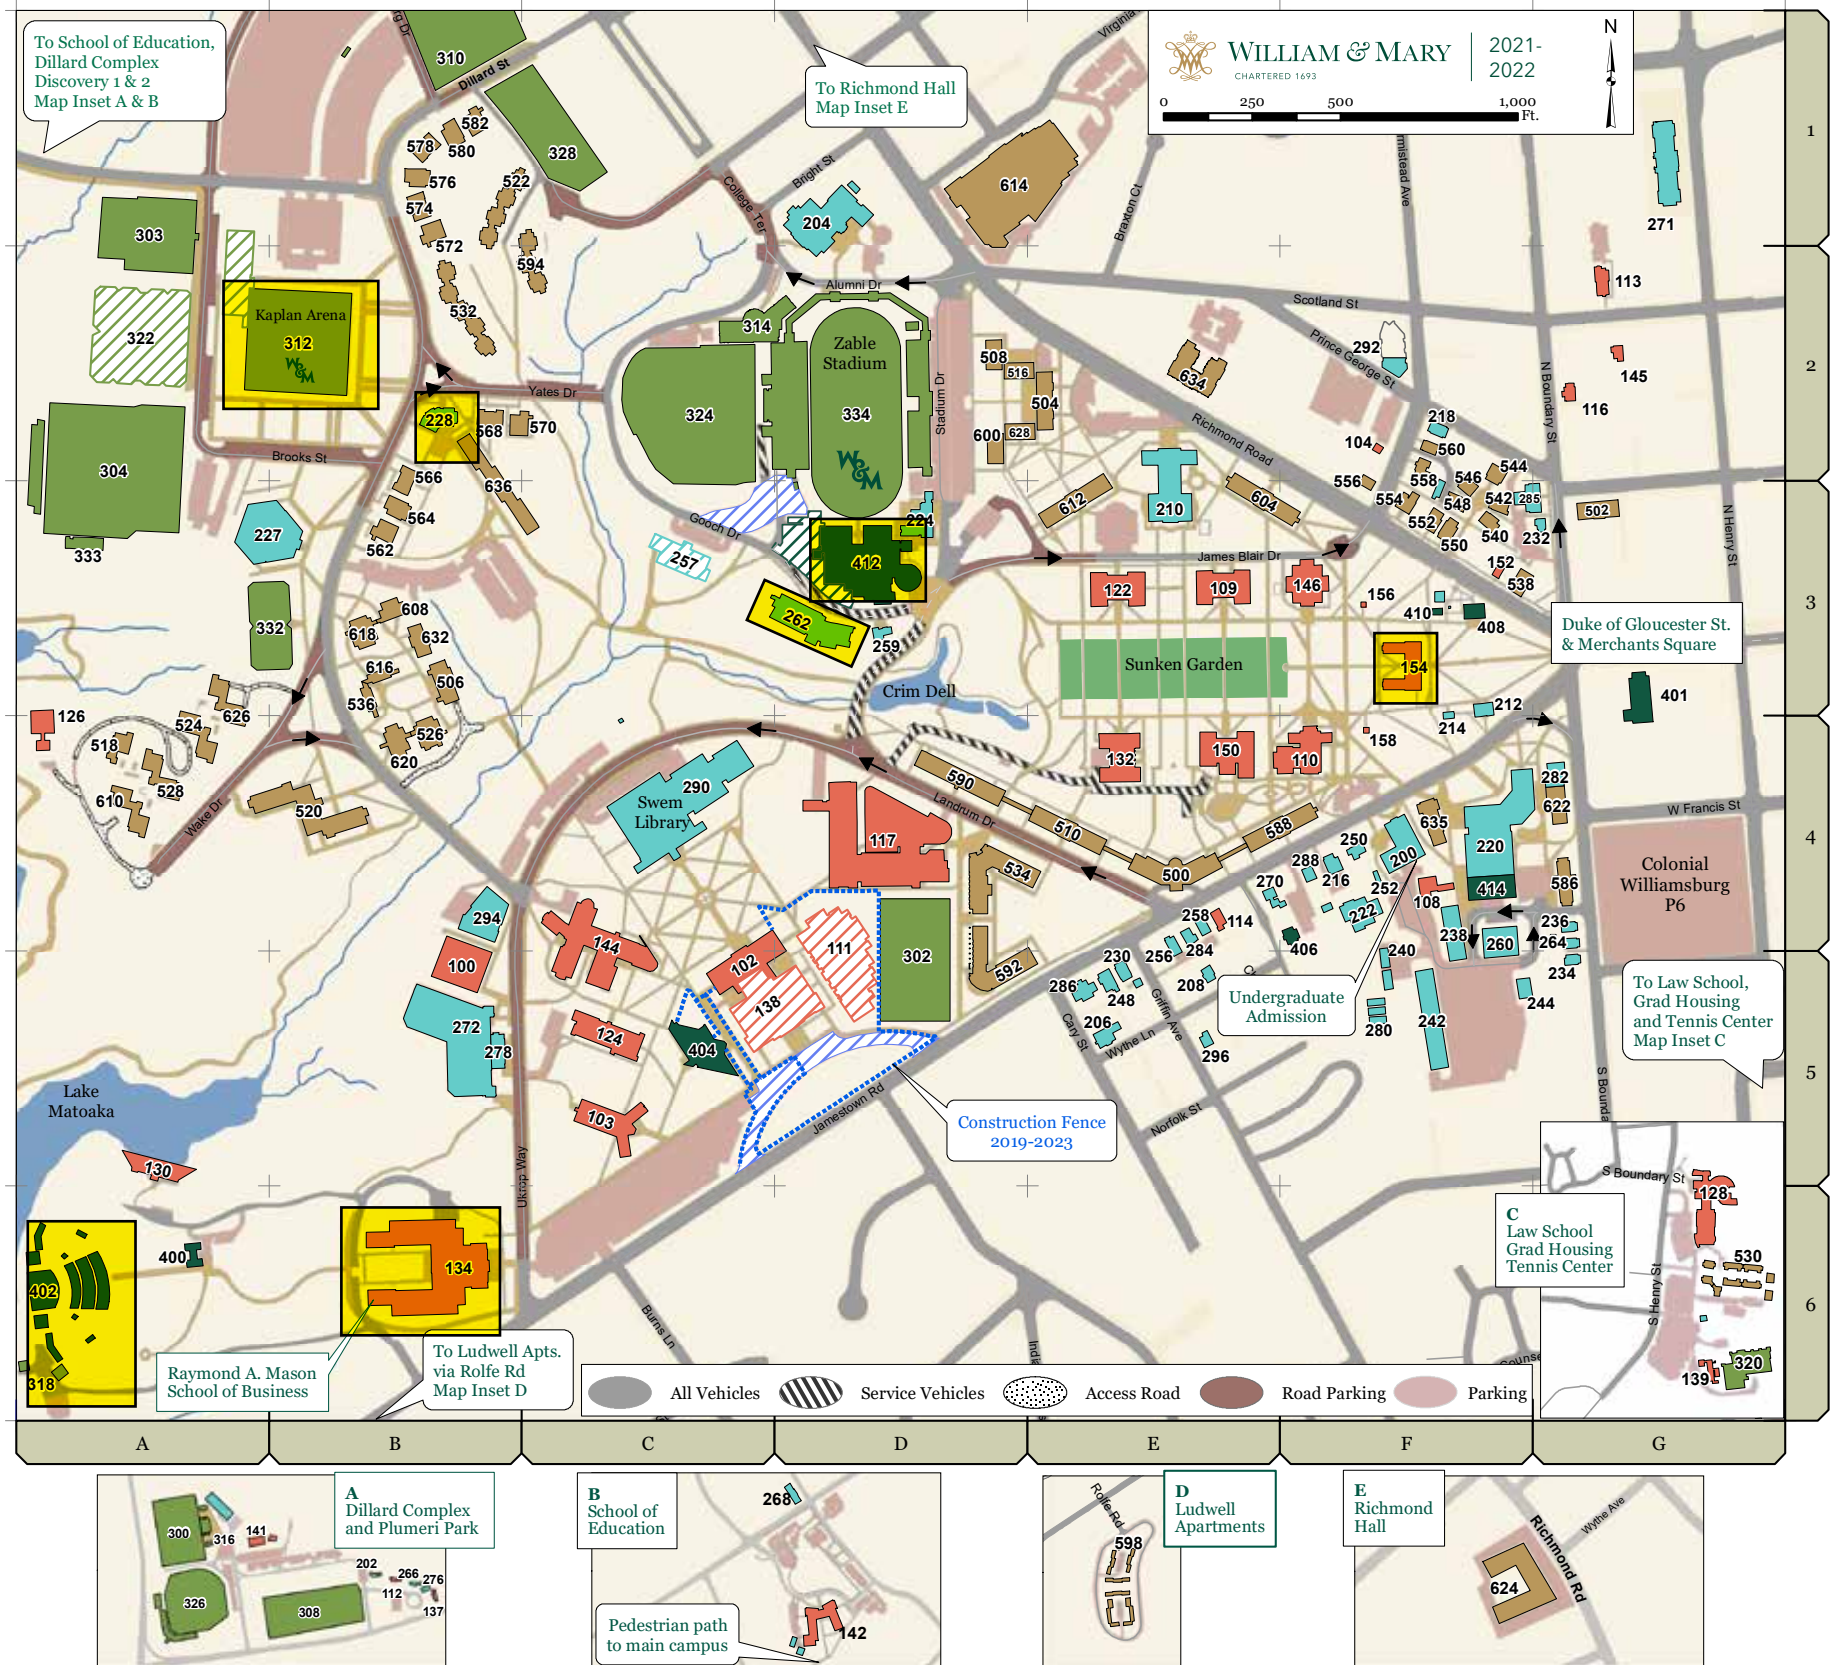 To School of Education,
Dillard Complex
Discovery 1 & 2
Map Inset A & B
To Richmond Hall
Map Inset E
WILLIAM & MARY
CHARTERED 1693
2021-
2022
N
0 250 500 1,000
Ft.
Dillard St
Virginia
Bright St
College Ter
Braxton Ct
mistead Ave
310
582
578
580
328
576
522
574
572
594
532
204
614
271
113
303
322
Kaplan Arena
312
W&M
Alumni Dr
314
Zable
Stadium
324
334
W&M
Stadium Dr
Scotland St
Prince George St
Richmond Road
N Boundary St
N Henry St
292
145
116
508
516
504
600
628
634
218
104
560
556
558
546
544
554
548
542
285
552
550
540
232
502
152
538
Yates Dr
228
568
570
304
Brooks St
566
636
564
562
227
333
332
Gooch Dr
257
224
412
262
259
612
210
604
James Blair Dr
122
109
146
156
410
408
Sunken Garden
154
Duke of Gloucester St.
& Merchants Square
401
Crim Dell
212
214
158
608
618
632
616
506
536
526
620
626
524
126
518
528
610
520
Wake Dr
290
Swem
Library
590
Landrum Dr
510
588
500
132
150
110
117
534
592
282
622
W Francis St
635
220
250
200
288
216
252
270
222
108
414
586
Colonial
Williamsburg
P6
258
114
406
238
260
236
264
234
240
256
284
230
208
286
248
206
280
242
244
296
Undergraduate
Admission
To Law School,
Grad Housing
and Tennis Center
Map Inset C
294
100
144
102
111
138
302
272
278
124
404
103
Lake
Matoaka
130
Jamestown Rd
Cary St
Griffin Ave
Wythe Ln
Norfolk St
S Bounda
Construction Fence
2019-2023
Ukrop Way
402
318
400
134
Raymond A. Mason
School of Business
To Ludwell Apts.
via Rolfe Rd
Map Inset D
Burns Ln
India
All Vehicles
Service Vehicles
Access Road
Road Parking
Parking
C
Law School
Grad Housing
Tennis Center
S Boundary St
S Henry St
128
530
139
320
1
2
3
4
5
6
A B C D E F G
A
Dillard Complex
and Plumeri Park
300
316
141
326
308
202
266
276
112
137
B
School of
Education
268
142
Pedestrian path
to main campus
D
Ludwell
Apartments
Rolfe Rd
598
E
Richmond
Hall
Richmond Rd
Wythe Ave
624